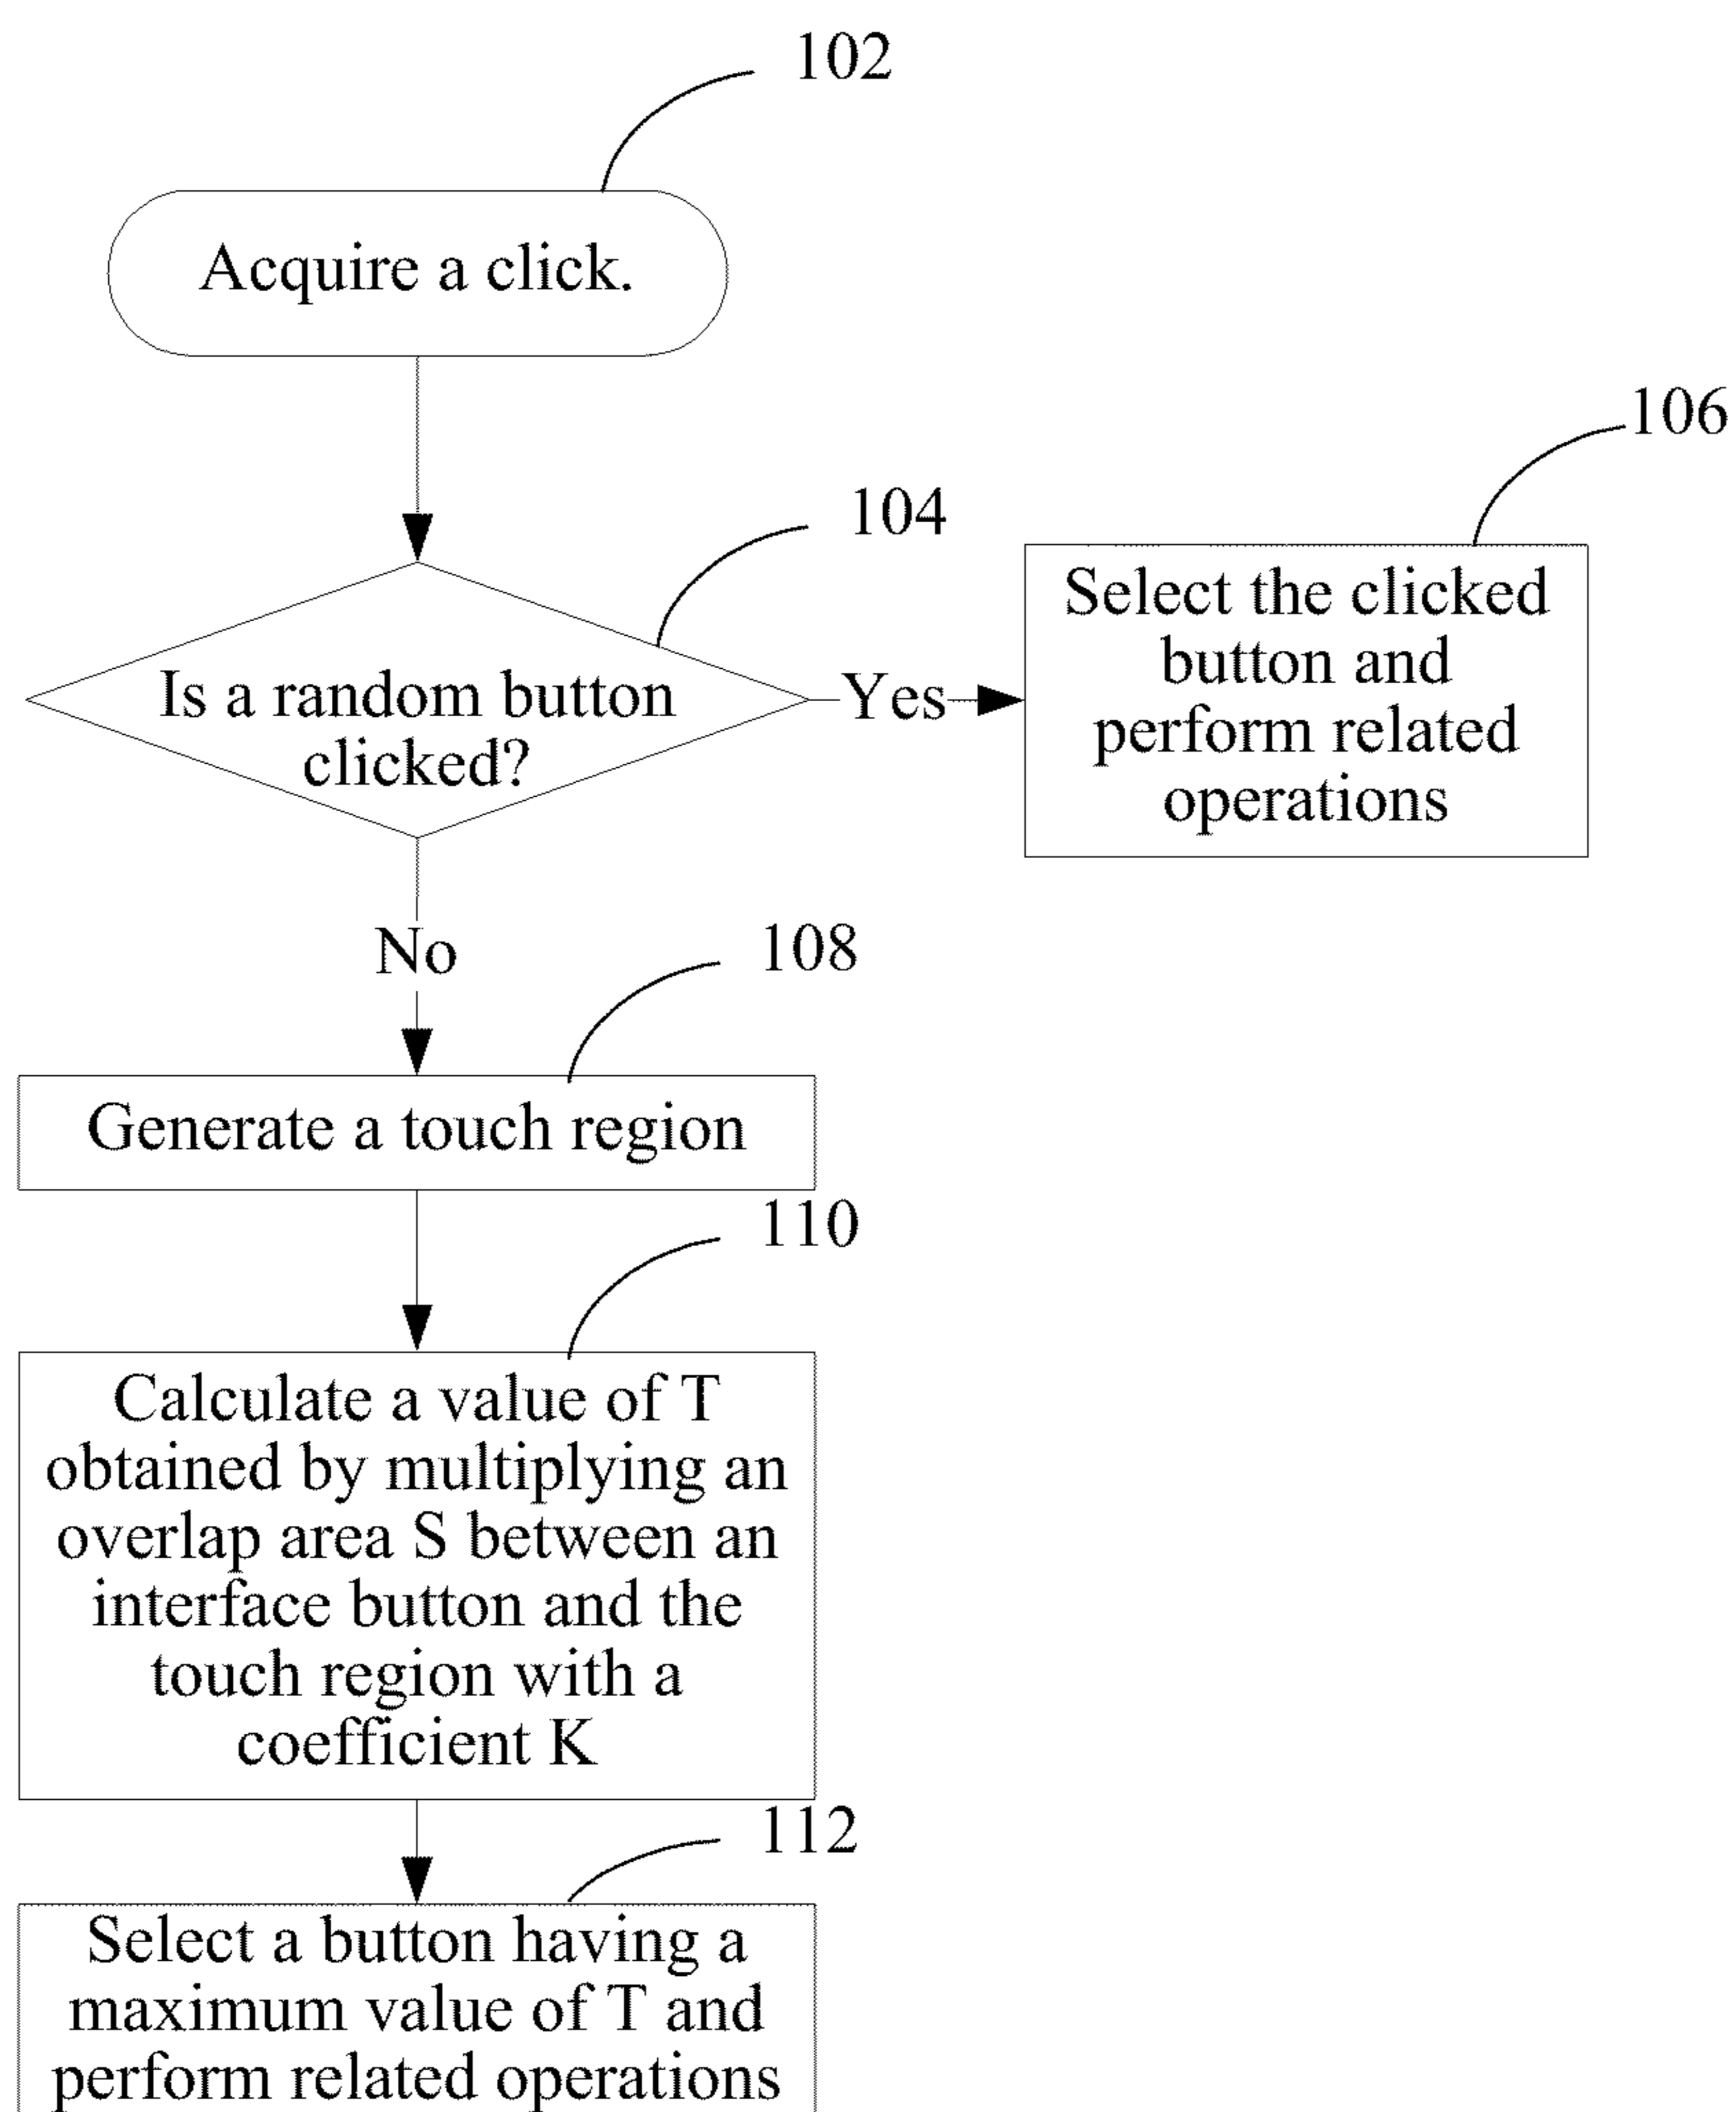 102
Acquire a click.
106
104
Select the clicked
button and
perform related
operations
Is a random button
clicked?
Yes
No
108
Generate a touch region
110
Calculate a value of T
obtained by multiplying an
overlap area S between an
interface button and the
touch region with a
coefficient K
112
Select a button having a
maximum value of T and
perform related operations